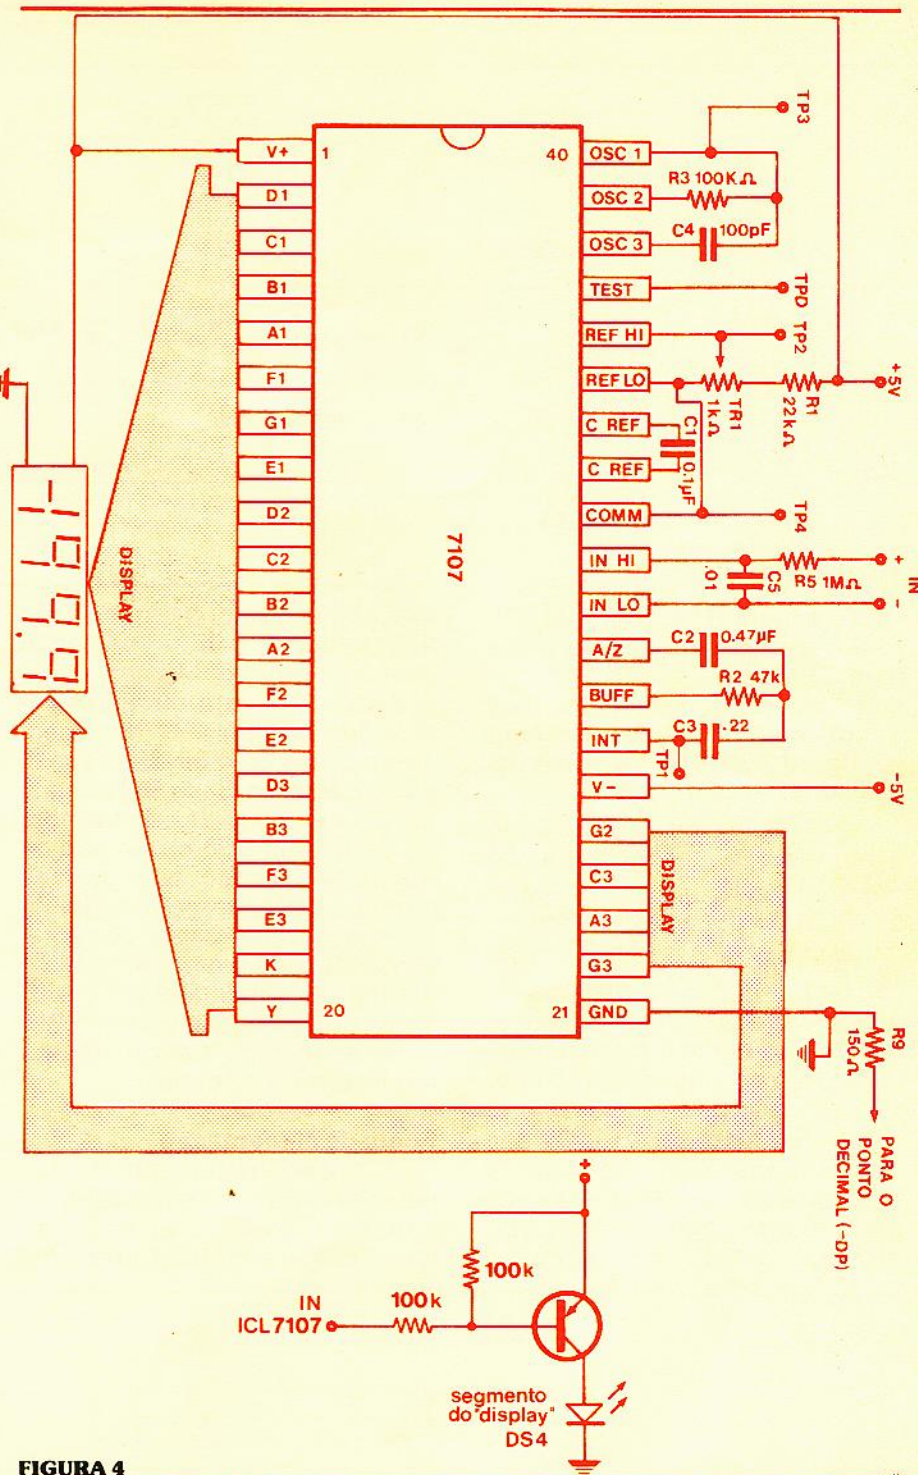 TP3
V+
1
40
OSC 1
D1
OSC 2
R3 100KΩ
C1
OSC 3
C4
100pF
B1
TEST
TPD
A1
REF HI
TP2
F1
REF LO
TR1
1kΩ
R1
22kΩ
+5V
G1
C REF
C1
0.1µF
E1
C REF
D2
COMM
TP4
7107
C2
IN HI
R5 1MΩ
+
IN
C5
.01
B2
IN LO
-
A2
A/Z
C2
0.47µF
F2
BUFF
R2 47k
E2
INT
C3
.22
TP1
D3
V-
-5V
B3
G2
F3
C3
E3
A3
K
G3
Y
20
21
GND
DISPLAY
DISPLAY
R9
150Ω
PARA O
PONTO
DECIMAL (-DP)
+
100k
100k
IN
ICL7107
segmento
do "display"
DS4
FIGURA 4